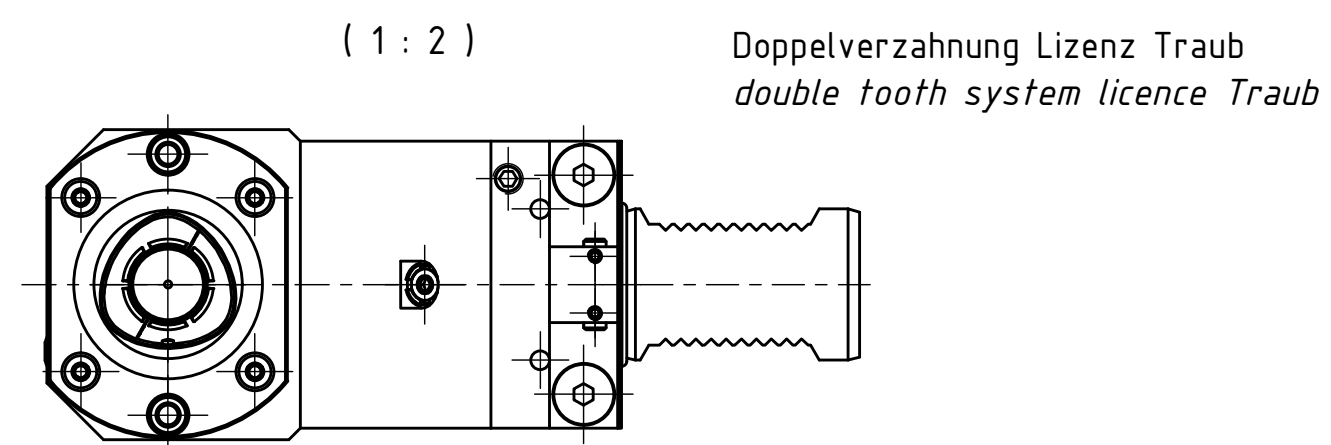 ( 1 : 2 )
Doppelverzahnung Lizenz Traub
double tooth system licence Traub